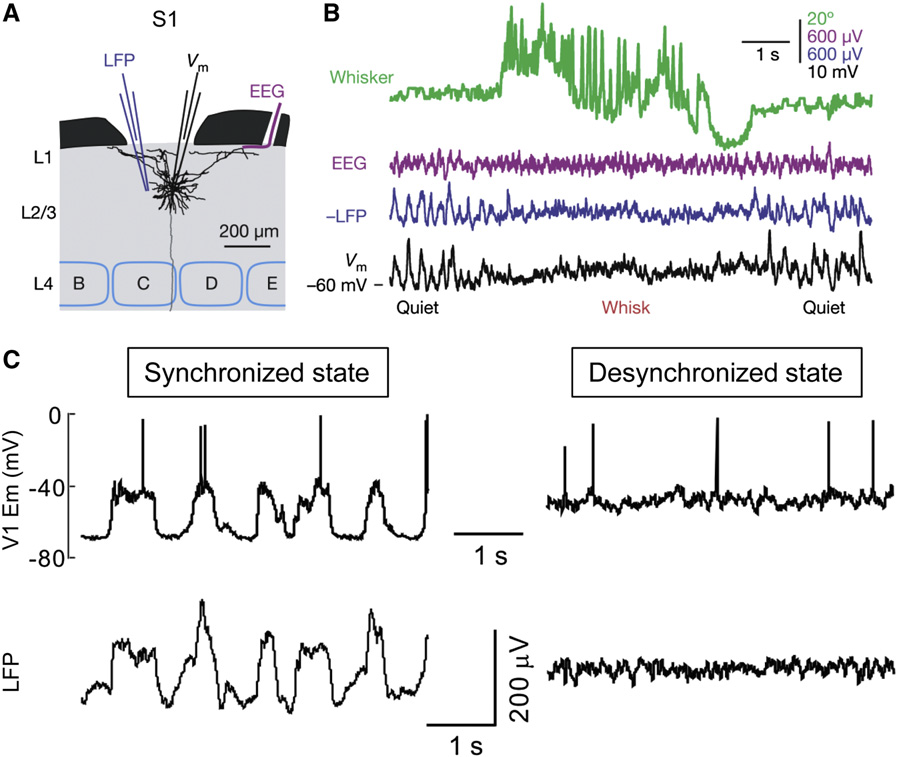 A
S1
LFP
Vm
EEG
L1
L2/3
200 µm
L4
B
C
D
E
B
Whisker
20º
600 µV
600 µV
10 mV
1 s
EEG
–LFP
Vm
–60 mV –
Quiet
Whisk
Quiet
C
Synchronized state
Desynchronized state
V1 Em (mV)
0
-40
-80
1 s
LFP
200 µV
1 s